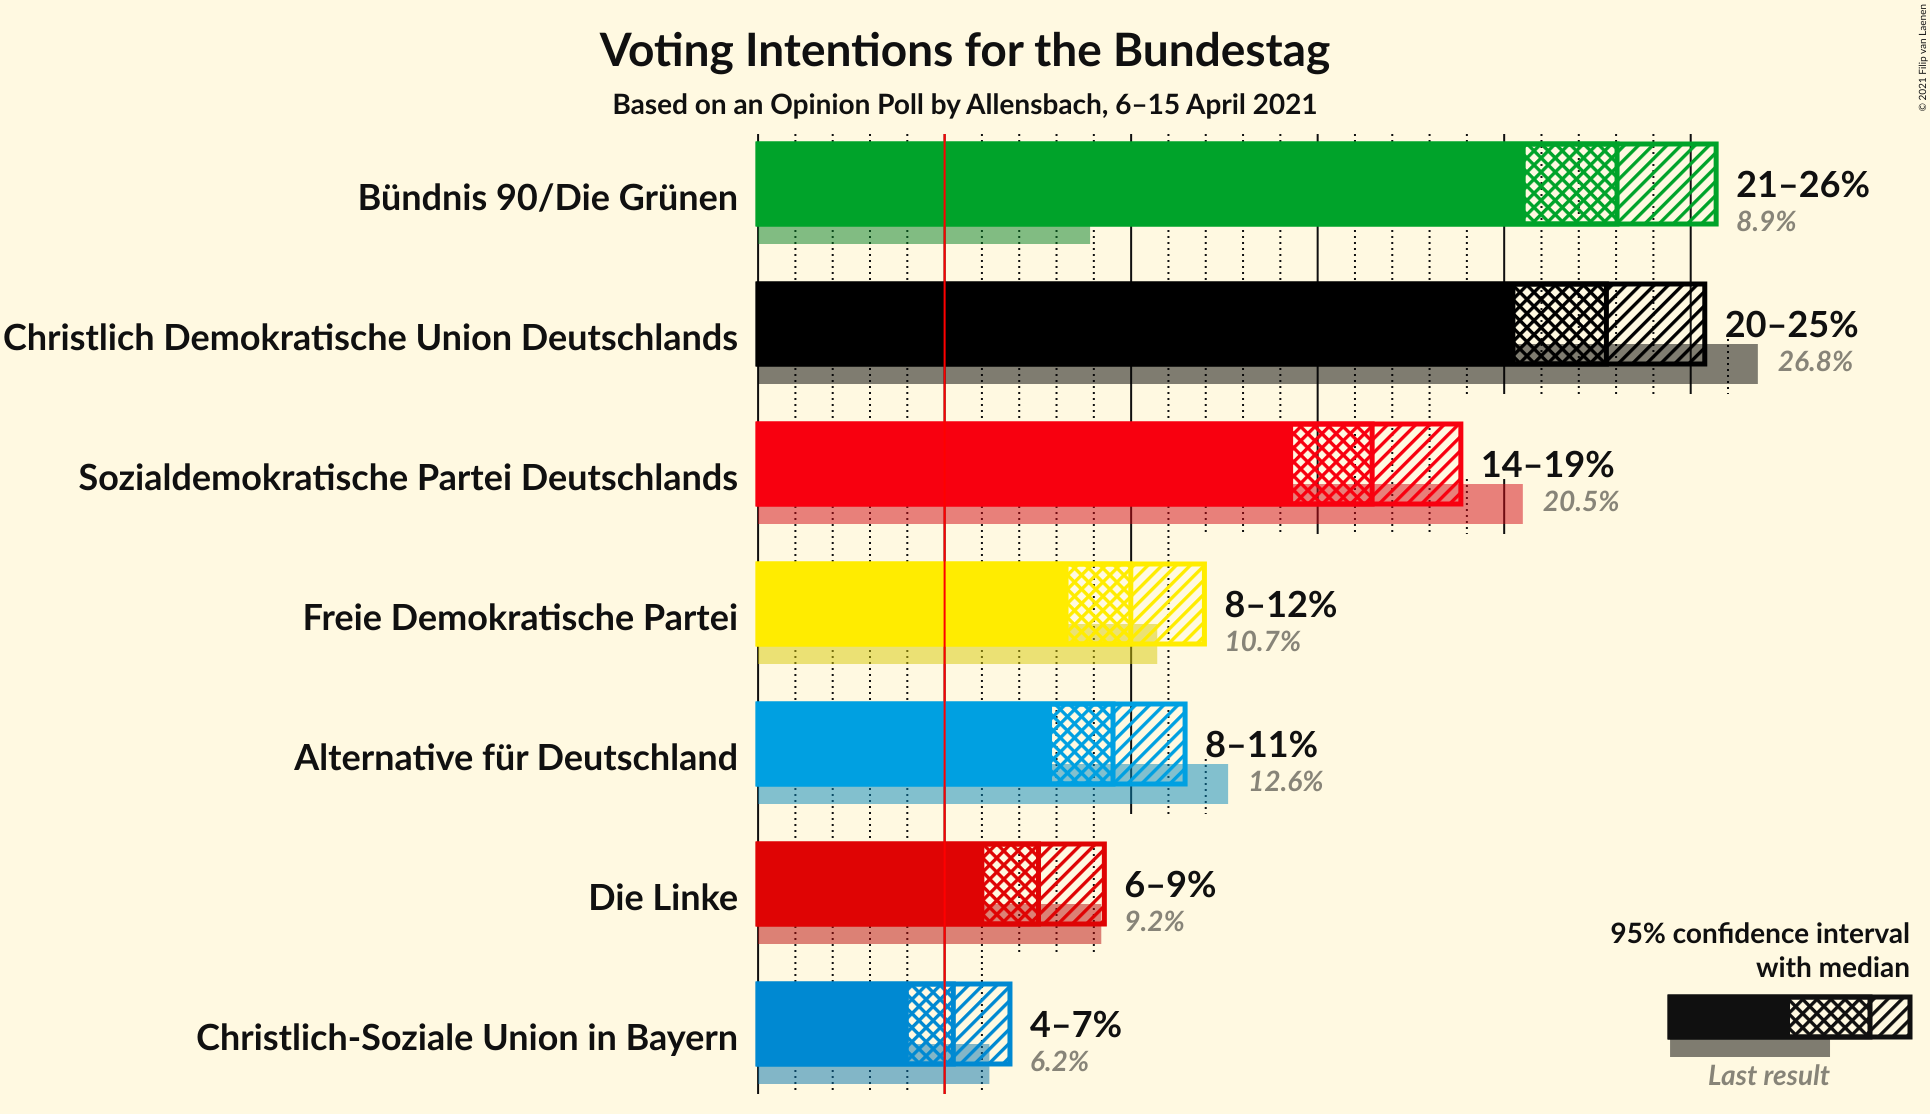 Voting Intentions for the Bundestag
Based on an Opinion Poll by Allensbach, 6–15 April 2021
© 2021 Filip van Laenen
Bündnis 90/Die Grünen
21–26%
8.9%
Christlich Demokratische Union Deutschlands
20–25%
26.8%
Sozialdemokratische Partei Deutschlands
14–19%
20.5%
Freie Demokratische Partei
8–12%
10.7%
Alternative für Deutschland
8–11%
12.6%
Die Linke
6–9%
9.2%
Christlich-Soziale Union in Bayern
4–7%
6.2%
95% confidence interval
with median
Last result